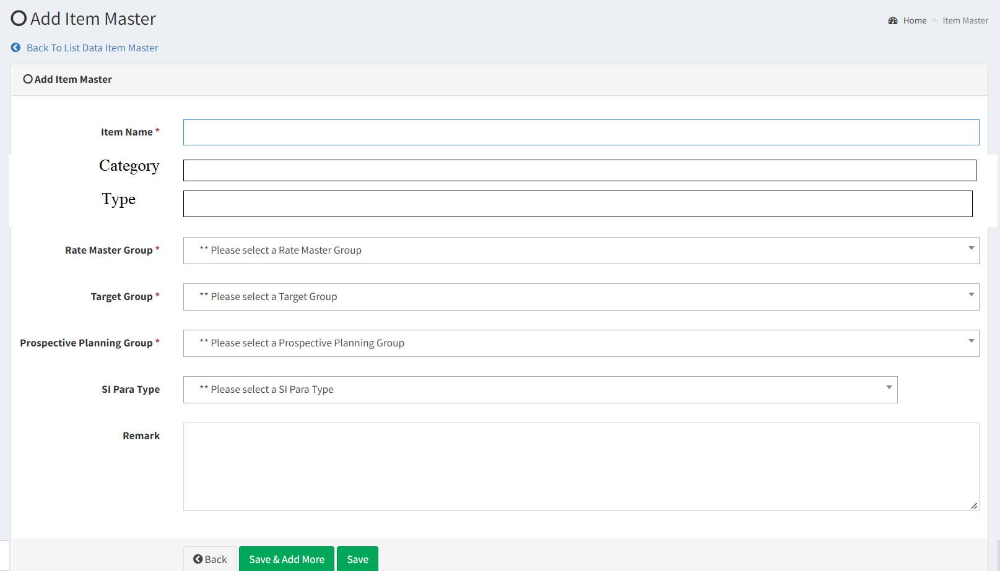 Add Item Master
Home > Item Master
Back To List Data Item Master
Add Item Master
Item Name *
Category
Type
Rate Master Group * ** Please select a Rate Master Group
Target Group * ** Please select a Target Group
Prospective Planning Group * ** Please select a Prospective Planning Group
SI Para Type ** Please select a SI Para Type
Remark
Back Save & Add More Save